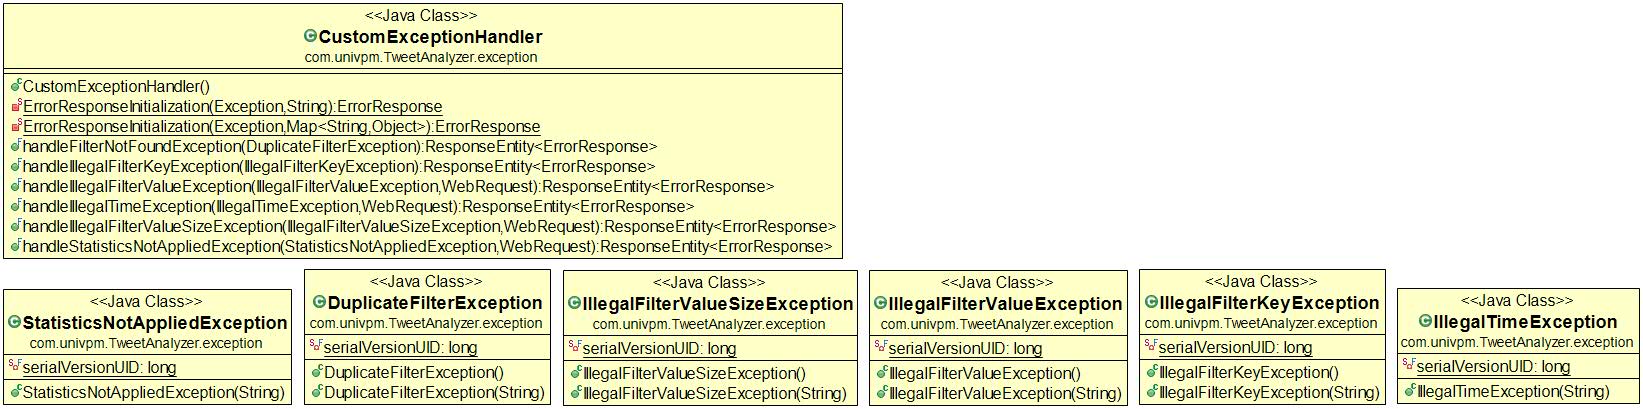 <<Java Class>>
CustomExceptionHandler
com.univpm.TweetAnalyzer.exception
CustomExceptionHandler()
ErrorResponseInitialization(Exception,String):ErrorResponse
ErrorResponseInitialization(Exception,Map<String,Object>):ErrorResponse
handleFilterNotFoundException(DuplicateFilterException):ResponseEntity<ErrorResponse>
handleIllegalFilterKeyException(IllegalFilterKeyException):ResponseEntity<ErrorResponse>
handleIllegalFilterValueException(IllegalFilterValueException,WebRequest):ResponseEntity<ErrorResponse>
handleIllegalTimeException(IllegalTimeException,WebRequest):ResponseEntity<ErrorResponse>
handleIllegalFilterValueSizeException(IllegalFilterValueSizeException,WebRequest):ResponseEntity<ErrorResponse>
handleStatisticsNotAppliedException(StatisticsNotAppliedException,WebRequest):ResponseEntity<ErrorResponse>
<<Java Class>>
StatisticsNotAppliedException
com.univpm.TweetAnalyzer.exception
serialVersionUID: long
StatisticsNotAppliedException(String)
<<Java Class>>
DuplicateFilterException
com.univpm.TweetAnalyzer.exception
serialVersionUID: long
DuplicateFilterException()
DuplicateFilterException(String)
<<Java Class>>
IllegalFilterValueSizeException
com.univpm.TweetAnalyzer.exception
serialVersionUID: long
IllegalFilterValueSizeException()
IllegalFilterValueSizeException(String)
<<Java Class>>
IllegalFilterValueException
com.univpm.TweetAnalyzer.exception
serialVersionUID: long
IllegalFilterValueException()
IllegalFilterValueException(String)
<<Java Class>>
IllegalFilterKeyException
com.univpm.TweetAnalyzer.exception
serialVersionUID: long
IllegalFilterKeyException()
IllegalFilterKeyException(String)
<<Java Class>>
IllegalTimeException
com.univpm.TweetAnalyzer.exception
serialVersionUID: long
IllegalTimeException(String)